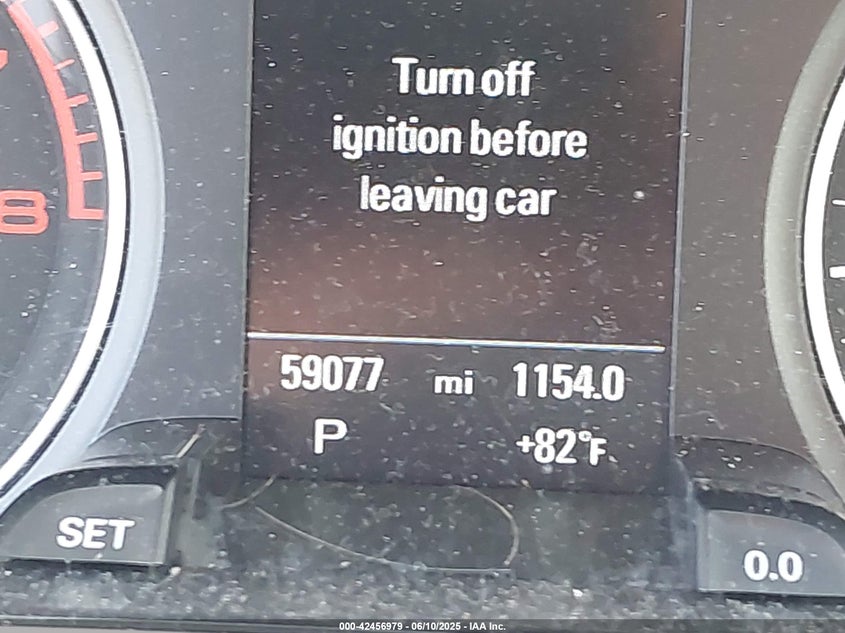 Turn off
ignition before
leaving car
59077 mi 1154.0
P +82°F
8
SET
0.0
000-42456979 - 06/10/2025 - IAA Inc.